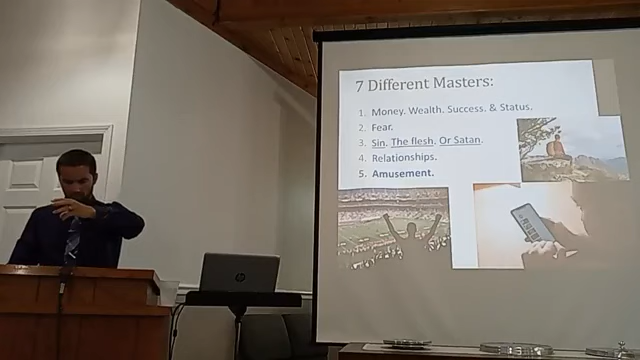 7 Different Masters:
1. Money. Wealth. Success. & Status.
2. Fear.
3. Sin. The flesh. Or Satan.
4. Relationships.
5. Amusement.
hp